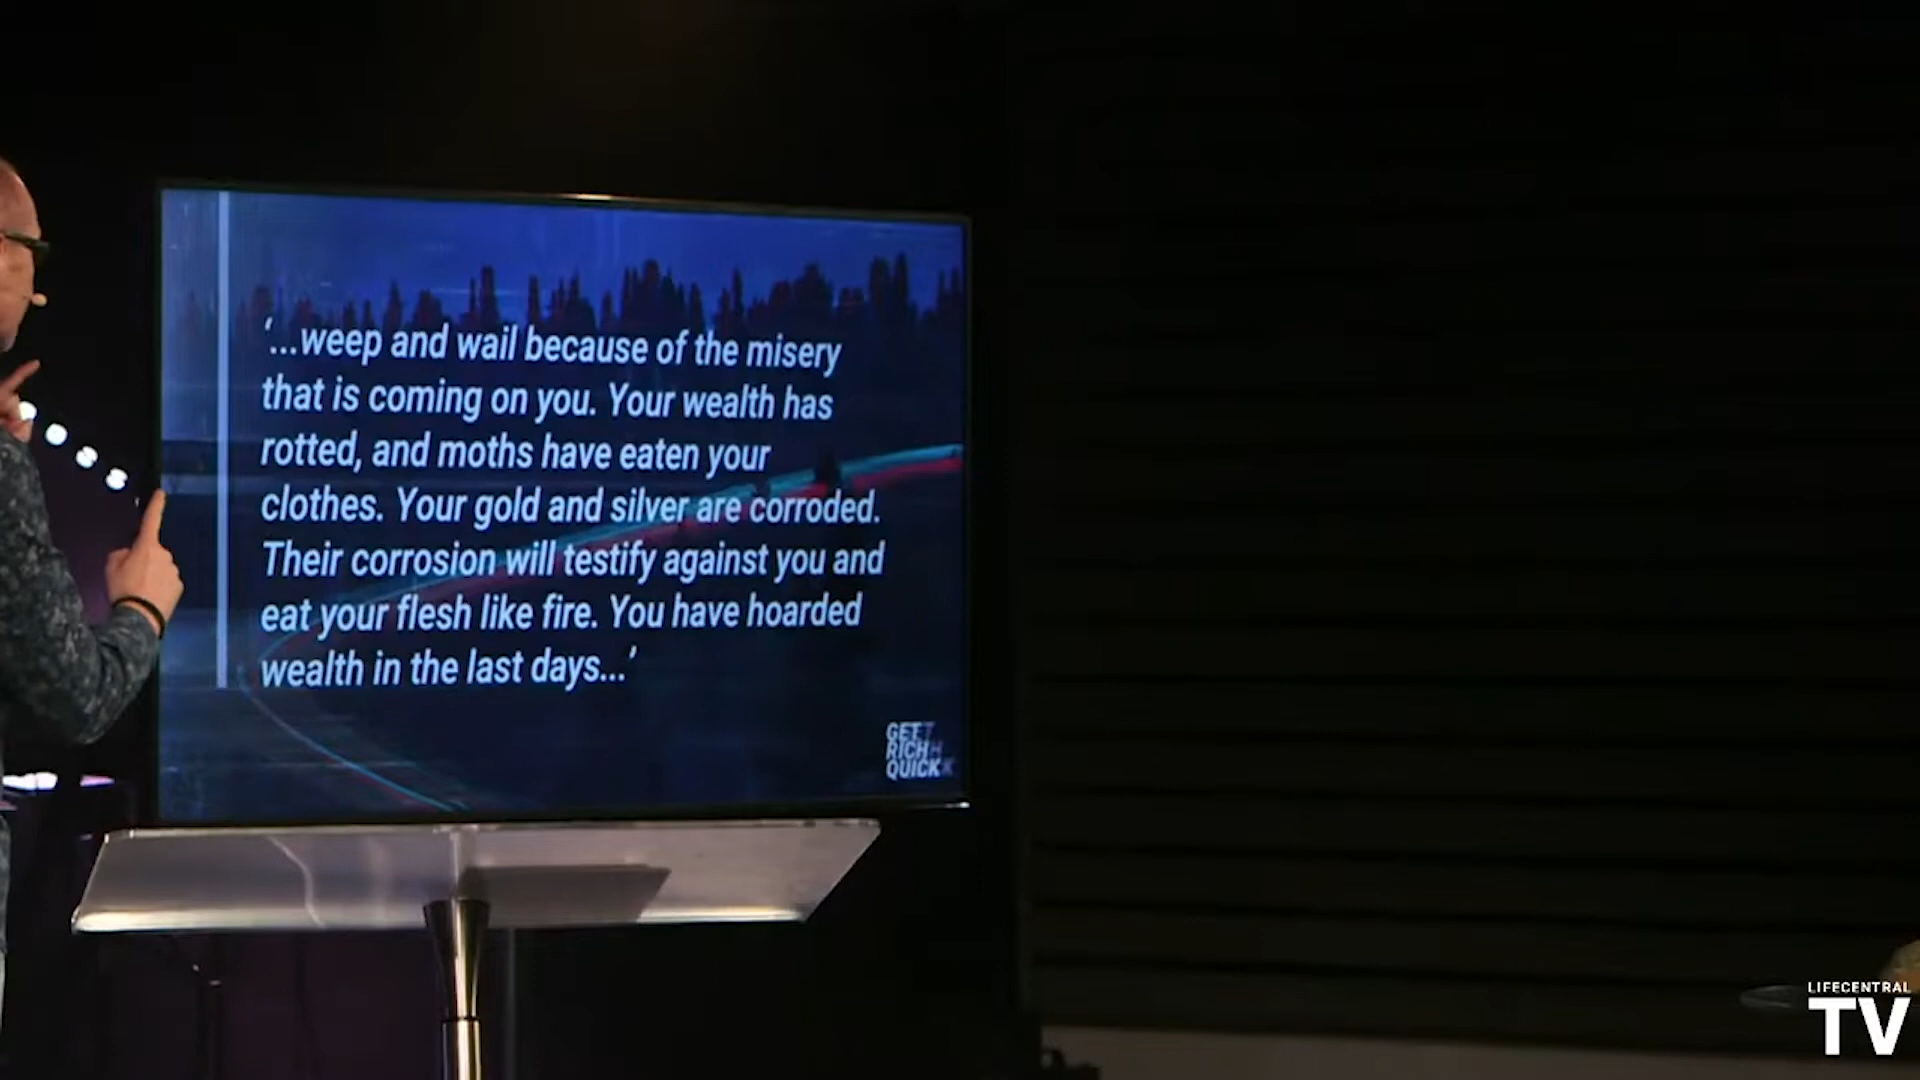 ‘...weep and wail because of the misery
that is coming on you. Your wealth has
rotted, and moths have eaten your
clothes. Your gold and silver are corroded.
Their corrosion will testify against you and
eat your flesh like fire. You have hoarded
wealth in the last days...’
GET
RICH
QUICK
LIFECENTRAL
TV